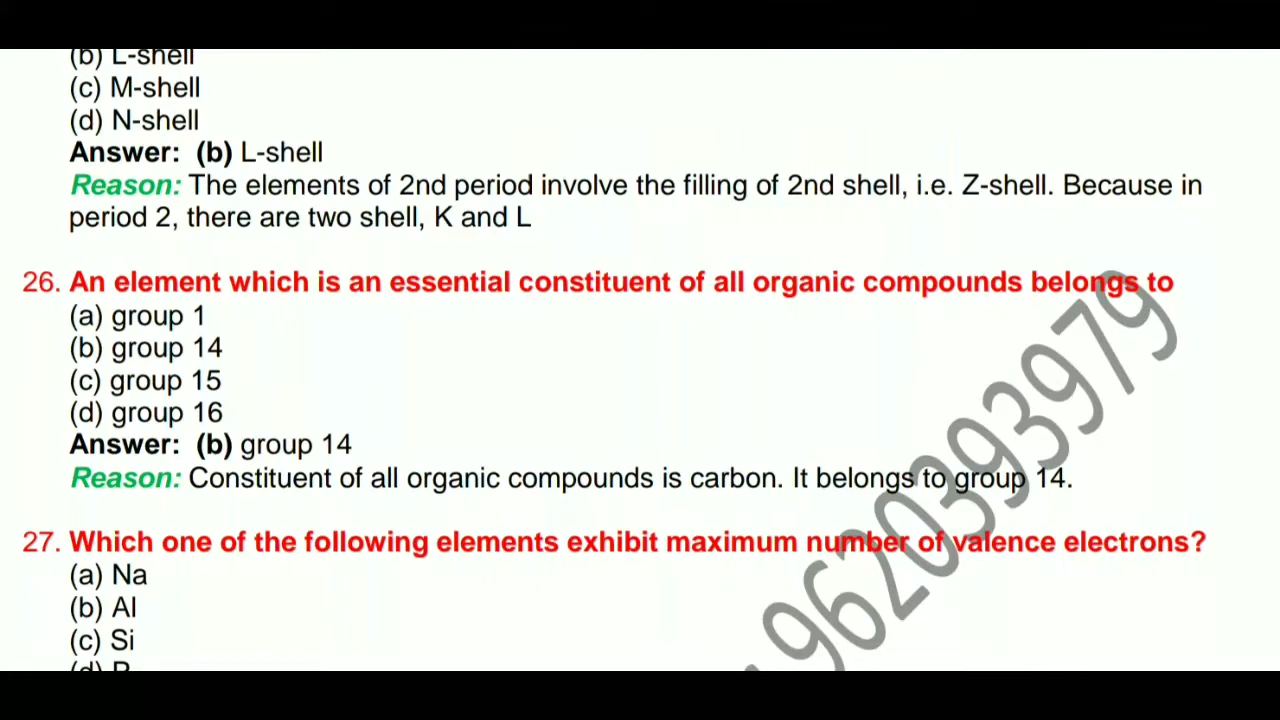 (b) L-shell
(c) M-shell
(d) N-shell
Answer: (b) L-shell
Reason: The elements of 2nd period involve the filling of 2nd shell, i.e. Z-shell. Because in
period 2, there are two shell, K and L
26. An element which is an essential constituent of all organic compounds belongs to
(a) group 1
(b) group 14
(c) group 15
(d) group 16
Answer: (b) group 14
Reason: Constituent of all organic compounds is carbon. It belongs to group 14.
27. Which one of the following elements exhibit maximum number of valence electrons?
(a) Na
(b) Al
(c) Si
(d) P
9620393979